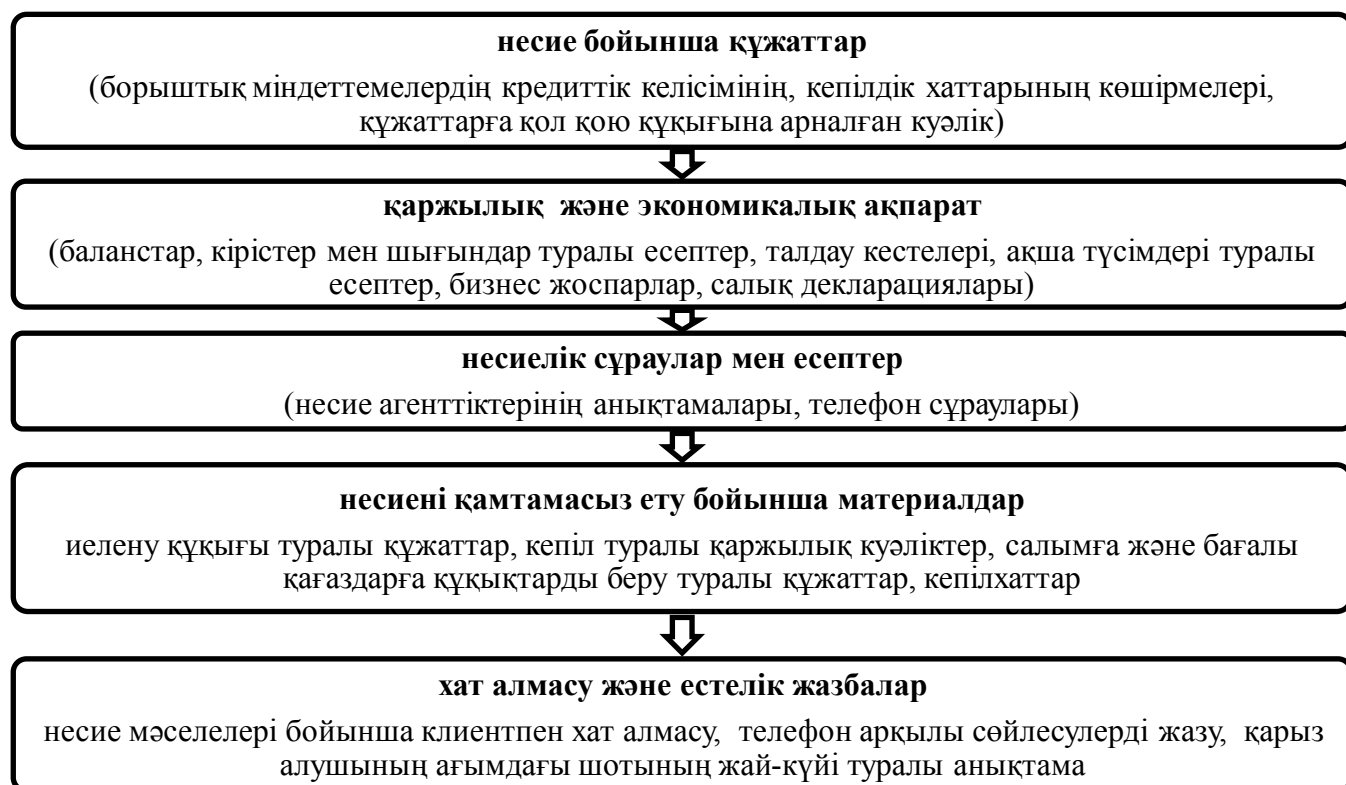 несие бойынша құжаттар
(борыштық міндеттемелердің кредиттік келісімінің, кепілдік хаттарының көшірмелері,
құжаттарға қол қою құқығына арналған куәлік)
қаржылық және экономикалық ақпарат
(баланстар, кірістер мен шығындар туралы есептер, талдау кестелері, ақша түсімдері туралы
есептер, бизнес жоспарлар, салық декларациялары)
несиелік сұраулар мен есептер
(несие агенттіктерінің анықтамалары, телефон сұраулары)
несиені қамтамасыз ету бойынша материалдар
иелену құқығы туралы құжаттар, кепіл туралы қаржылық куәліктер, салымға және бағалы
қағаздарға құқықтарды беру туралы құжаттар, кепілхаттар
хат алмасу және естелік жазбалар
несие мәселелері бойынша клиентпен хат алмасу, телефон арқылы сөйлесулерді жазу, қарыз
алушының ағымдағы шотының жай-күйі туралы анықтама